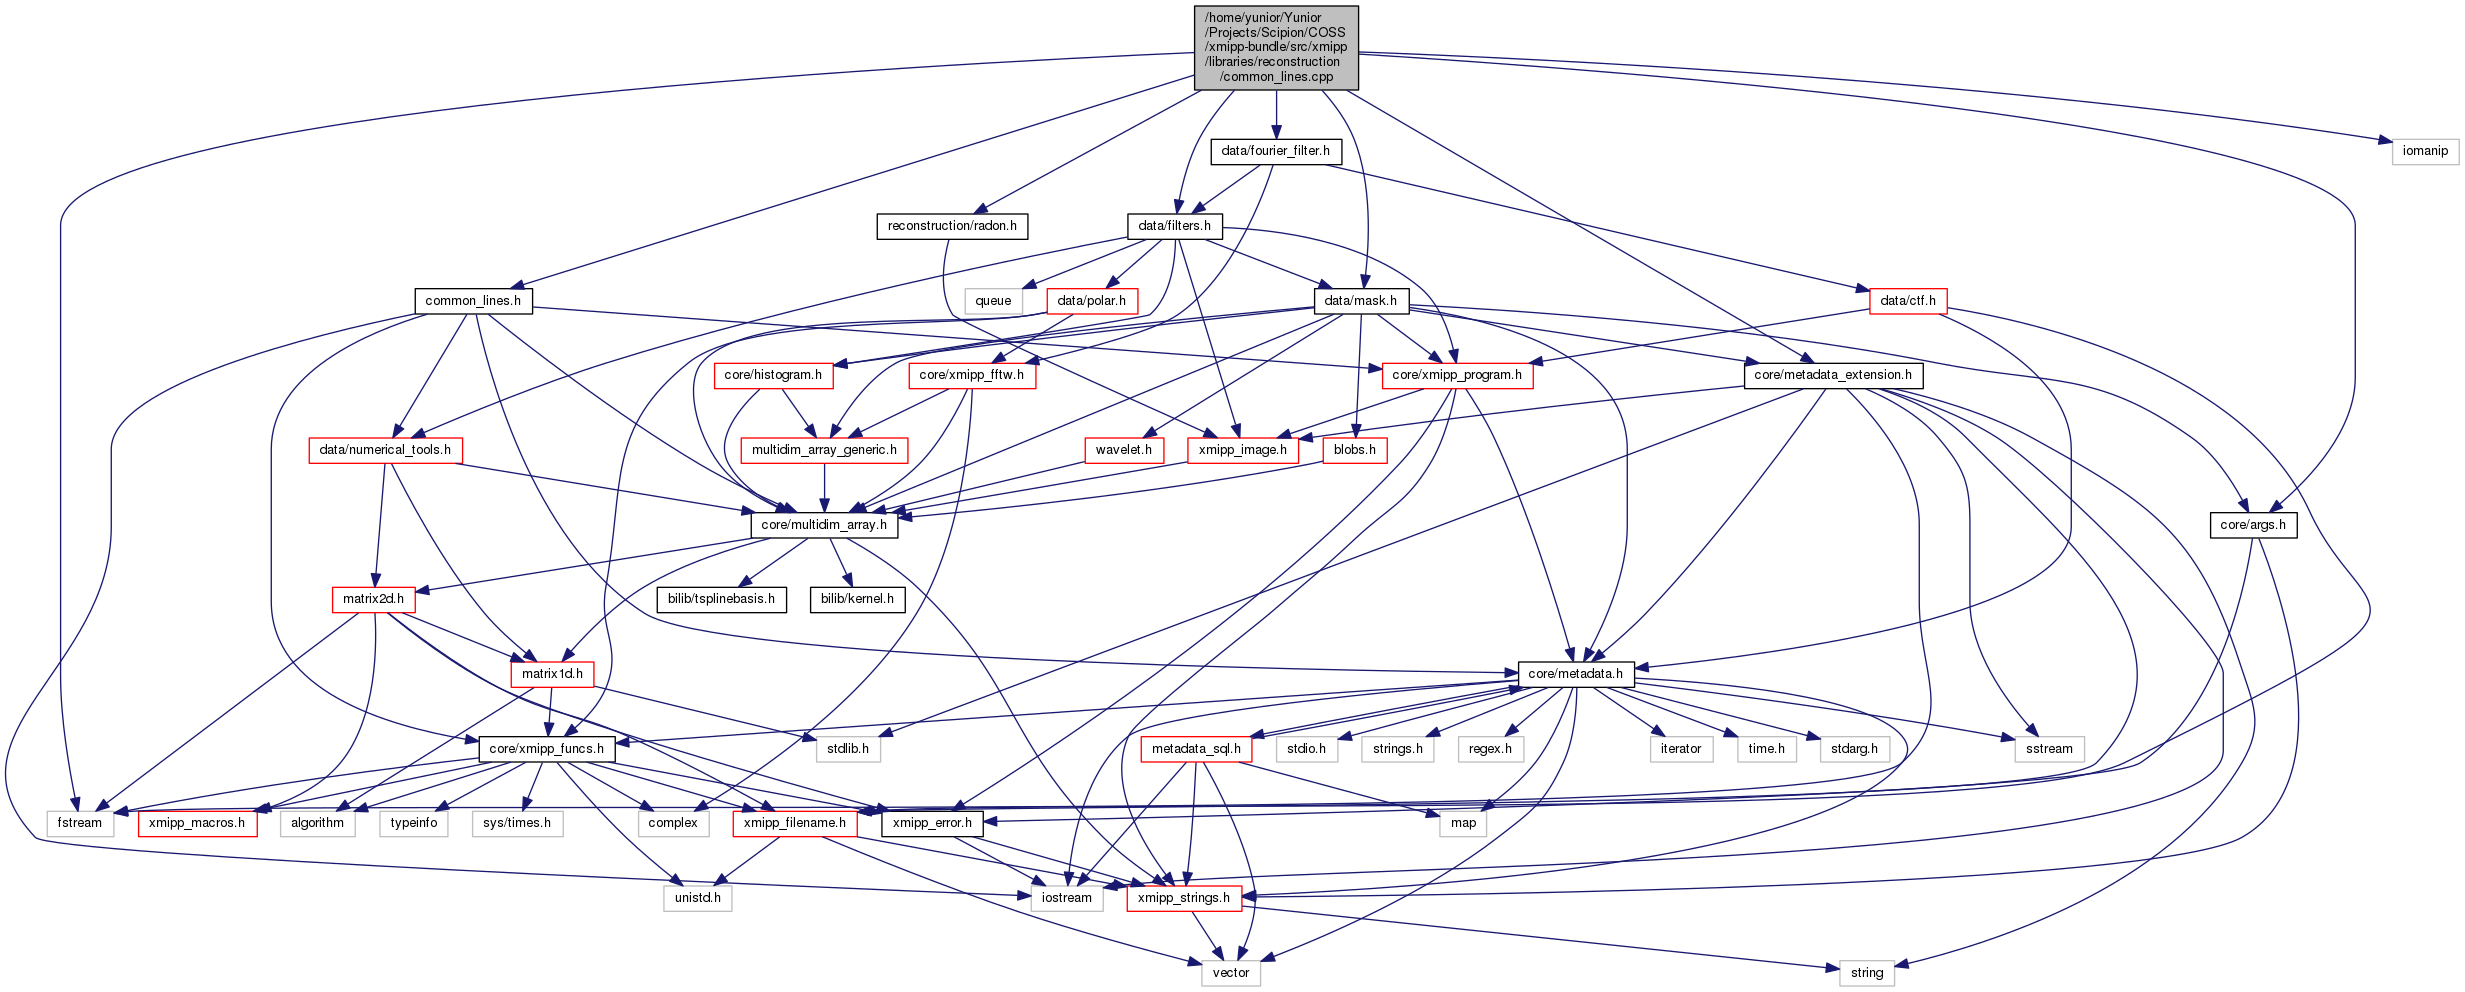 /home/yunior/Yunior
/Projects/Scipion/COSS
/xmipp-bundle/src/xmipp
/libraries/reconstruction
/common_lines.cpp
data/fourier_filter.h
iomanip
reconstruction/radon.h
data/filters.h
common_lines.h
queue
data/polar.h
data/mask.h
data/ctf.h
core/histogram.h
core/xmipp_fftw.h
core/xmipp_program.h
core/metadata_extension.h
data/numerical_tools.h
multidim_array_generic.h
wavelet.h
xmipp_image.h
blobs.h
core/multidim_array.h
core/args.h
matrix2d.h
bilib/tsplinebasis.h
bilib/kernel.h
matrix1d.h
core/metadata.h
core/xmipp_funcs.h
stdlib.h
metadata_sql.h
stdio.h
strings.h
regex.h
iterator
time.h
stdarg.h
sstream
fstream
xmipp_macros.h
algorithm
typeinfo
sys/times.h
complex
xmipp_filename.h
xmipp_error.h
map
unistd.h
iostream
xmipp_strings.h
vector
string